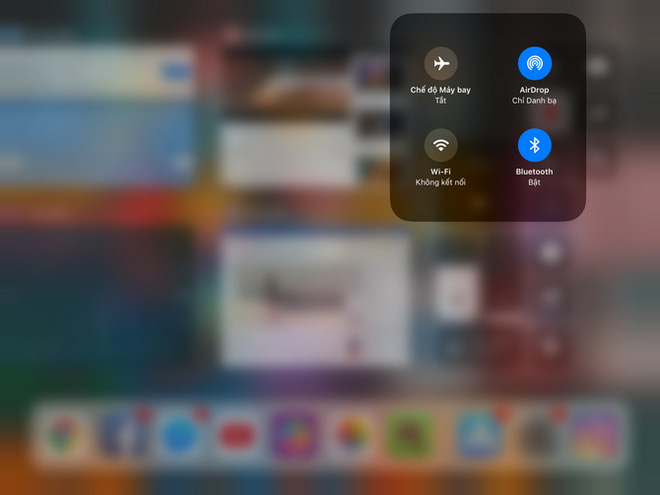 Chế độ Máy bay
Tắt
AirDrop
Chỉ Danh bạ
Wi-Fi
Không kết nối
Bluetooth
Bật